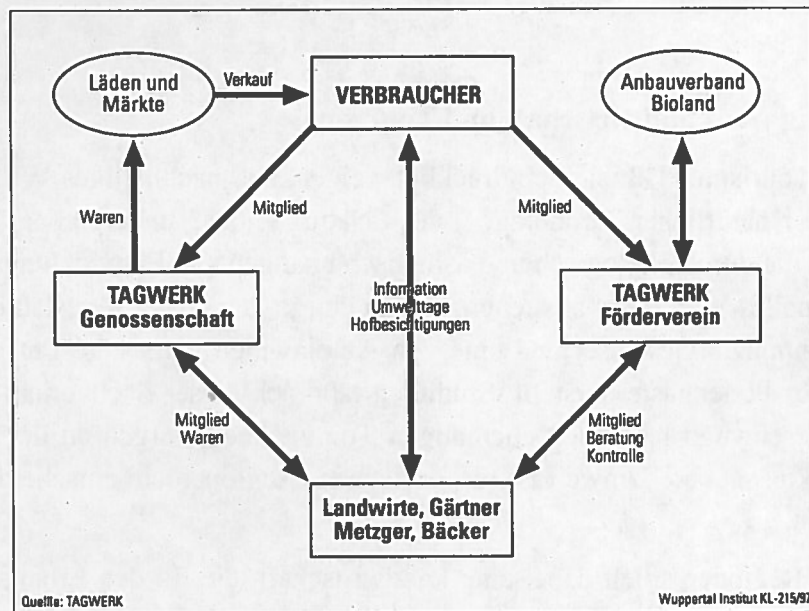 Läden und
Märkte
Verkauf
VERBRAUCHER
Anbauverband
Bioland
Waren
Mitglied
Mitglied
TAGWERK
Genossenschaft
Information
Umwelttage
Hofbesichtigungen
TAGWERK
Förderverein
Mitglied
Waren
Mitglied
Beratung
Kontrolle
Landwirte, Gärtner
Metzger, Bäcker
Quelle: TAGWERK
Wuppertal Institut KL-215/9